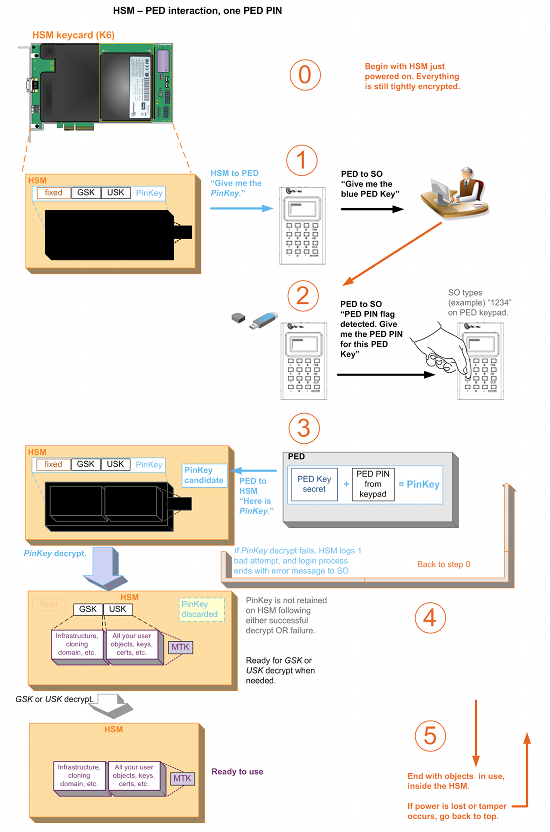 HSM – PED interaction, one PED PIN
HSM keycard (K6)
0
Begin with HSM just
powered on. Everything
is still tightly encrypted.
HSM
fixed GSK USK PinKey
HSM to PED
“Give me the
PinKey.”
1
PED to SO
“Give me the
blue PED Key”
2
PED to SO
“PED PIN flag
detected. Give
me the PED PIN
for this PED
Key”
SO types
(example) “1234”
on PED keypad.
3
HSM
fixed GSK USK PinKey
PinKey
candidate
PED to
HSM
“Here is
PinKey.”
PED
PED Key
secret
+
PED PIN
from
keypad
= PinKey
PinKey decrypt.
If PinKey decrypt fails, HSM logs 1
bad attempt, and login process
ends with error message to SO.
Back to step 0
HSM
fixed
GSK USK
PinKey
discarded
Infrastructure,
cloning
domain, etc.
All your user
objects, keys,
certs, etc.
MTK
PinKey is not retained
on HSM following
either successful
decrypt OR failure.
4
Ready for GSK or
USK decrypt when
needed.
GSK or USK decrypt.
HSM
Infrastructure,
cloning
domain, etc.
All your user
objects, keys,
certs, etc.
MTK
Ready to use
5
End with objects in use,
inside the HSM.
If power is lost or tamper
occurs, go back to top.